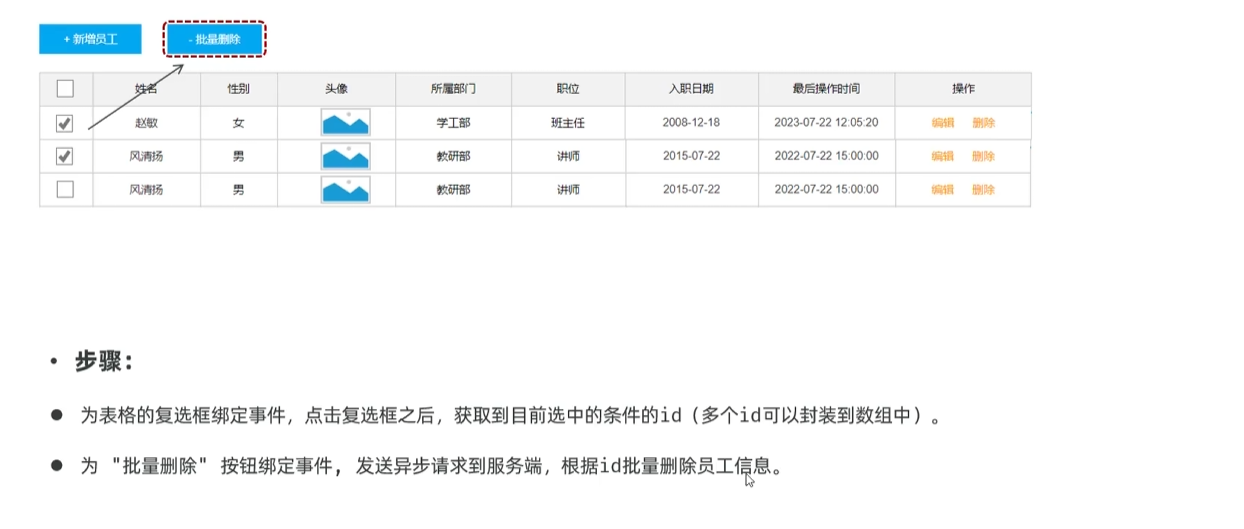 + 新增员工 - 批量删除
姓名 性别 头像 所属部门 职位 入职日期 最后操作时间 操作
赵敏 女 学工部 班主任 2008-12-18 2023-07-22 12:05:20 编辑 删除
风清扬 男 教研部 讲师 2015-07-22 2022-07-22 15:00:00 编辑 删除
风清扬 男 教研部 讲师 2015-07-22 2022-07-22 15:00:00 编辑 删除
• 步骤：
● 为表格的复选框绑定事件，点击复选框之后，获取到目前选中的条件的id（多个id可以封装到数组中）。
● 为 "批量删除" 按钮绑定事件，发送异步请求到服务端，根据id批量删除员工信息。